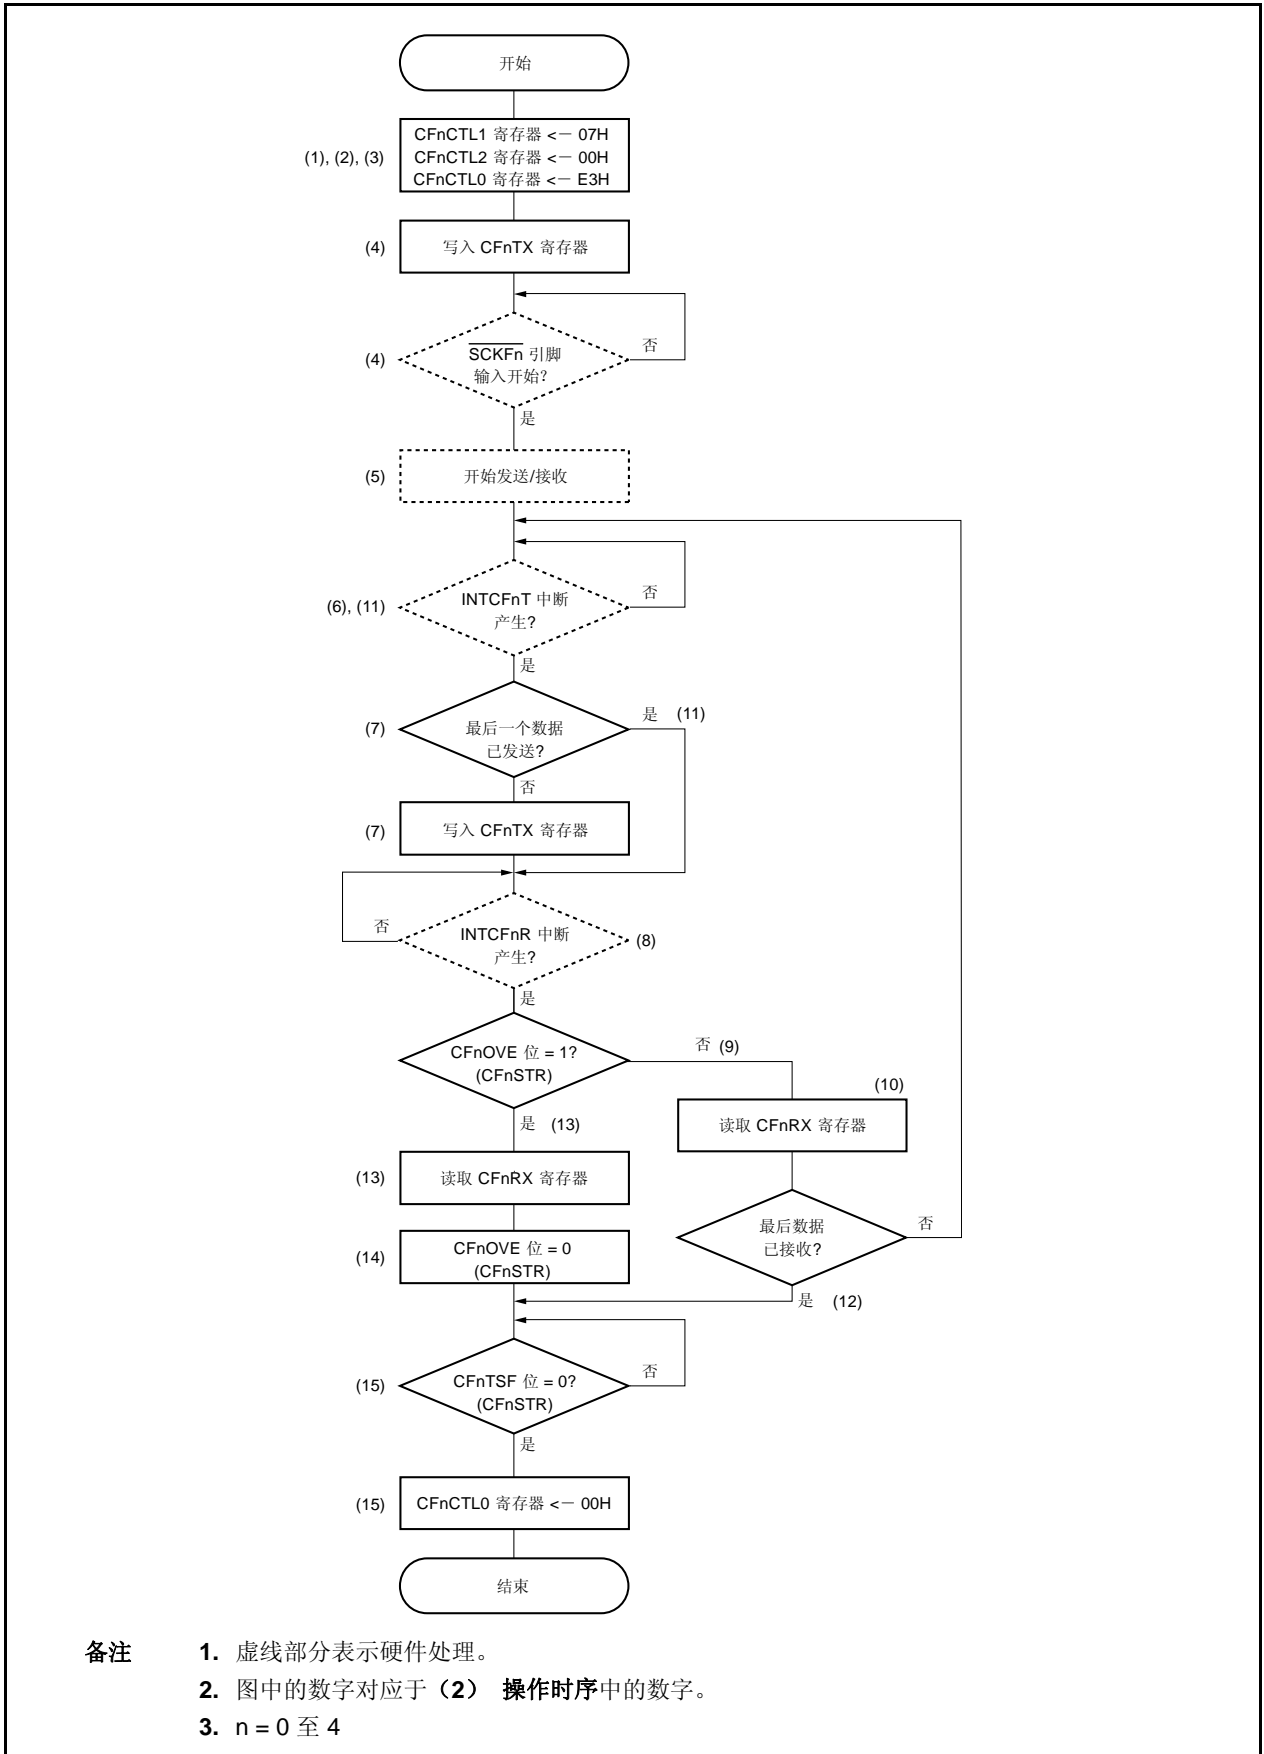 开始
(1), (2), (3)
CFnCTL1 寄存器 <− 07H
CFnCTL2 寄存器 <− 00H
CFnCTL0 寄存器 <− E3H
(4)
写入 CFnTX 寄存器
(4)
SCKFn 引脚
输入开始?
否
是
(5)
开始发送/接收
(6), (11)
INTCFnT 中断
产生?
否
是
(7)
最后一个数据
已发送?
是 (11)
否
(7)
写入 CFnTX 寄存器
否
INTCFnR 中断
产生?
(8)
是
CFnOVE 位 = 1?
(CFnSTR)
否 (9)
(10)
读取 CFnRX 寄存器
是 (13)
(13)
读取 CFnRX 寄存器
最后数据
已接收?
否
(14)
CFnOVE 位 = 0
(CFnSTR)
是 (12)
(15)
CFnTSF 位 = 0?
(CFnSTR)
否
是
(15)
CFnCTL0 寄存器 <− 00H
结束
备注 1. 虚线部分表示硬件处理。
2. 图中的数字对应于（2） 操作时序中的数字。
3. n = 0 至 4